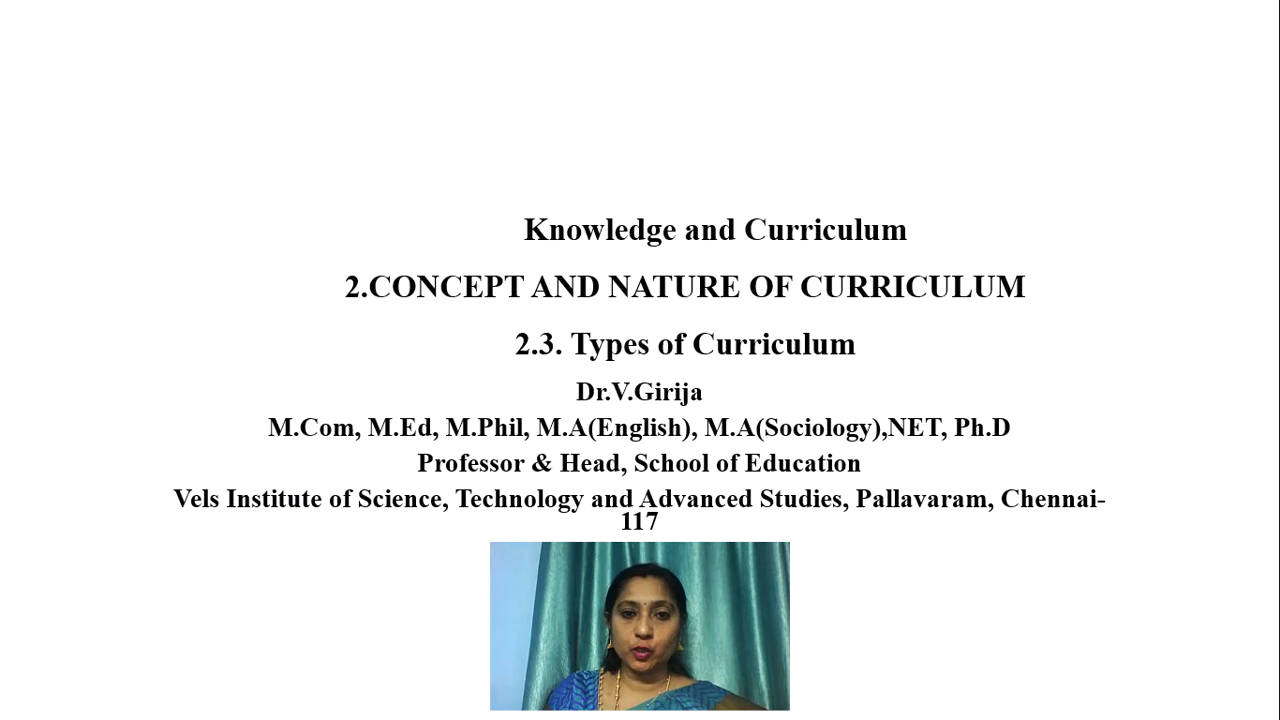 Knowledge and Curriculum
2.CONCEPT AND NATURE OF CURRICULUM
2.3. Types of Curriculum
Dr.V.Girija
M.Com, M.Ed, M.Phil, M.A(English), M.A(Sociology),NET, Ph.D
Professor & Head, School of Education
Vels Institute of Science, Technology and Advanced Studies, Pallavaram, Chennai-
117